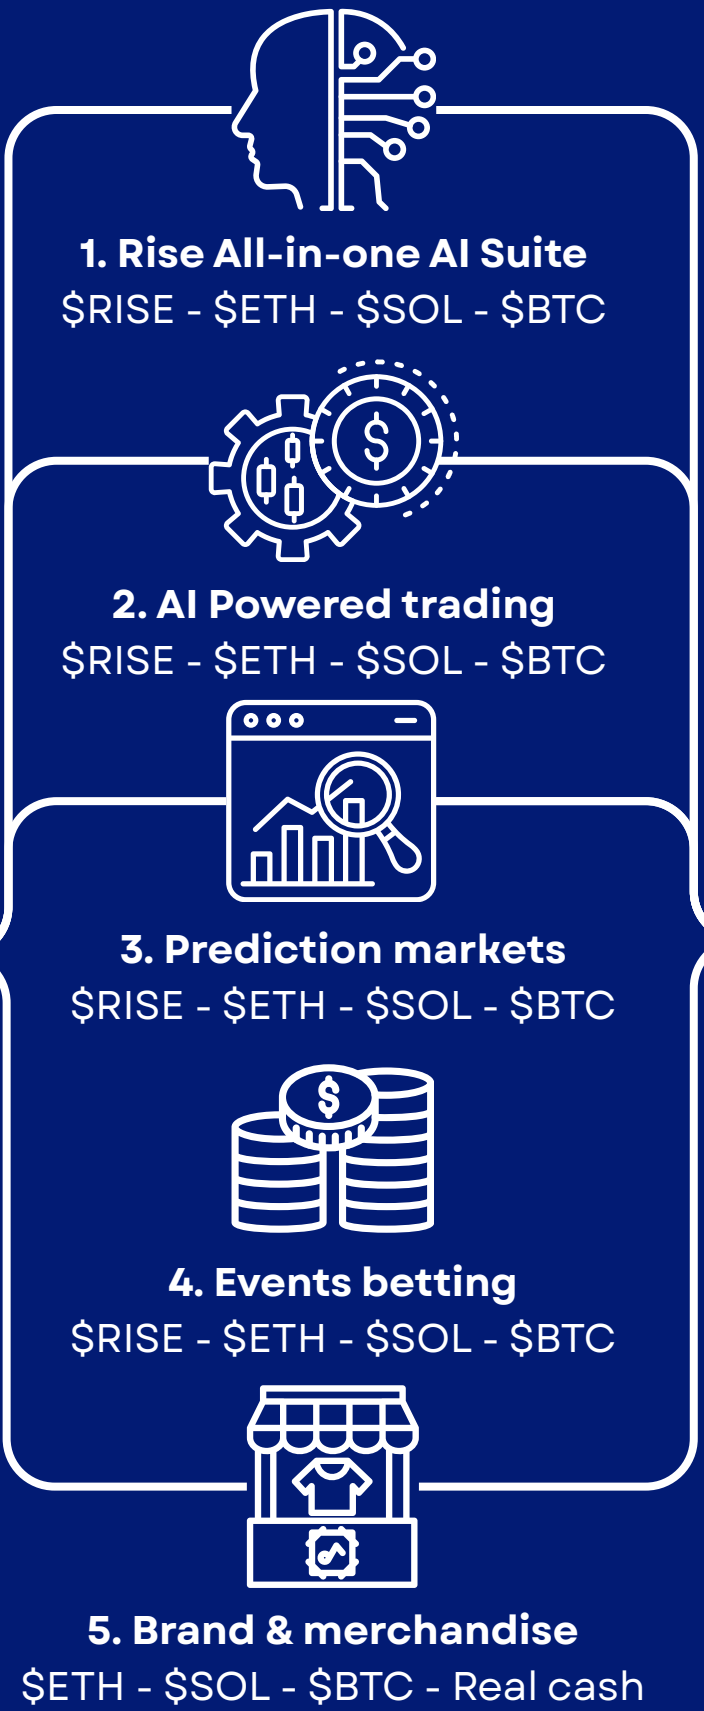 1. Rise All-in-one AI Suite
$RISE - $ETH - $SOL - $BTC
$
2. AI Powered trading
$RISE - $ETH - $SOL - $BTC
3. Prediction markets
$RISE - $ETH - $SOL - $BTC
$
4. Events betting
$RISE - $ETH - $SOL - $BTC
5. Brand & merchandise
$ETH - $SOL - $BTC - Real cash